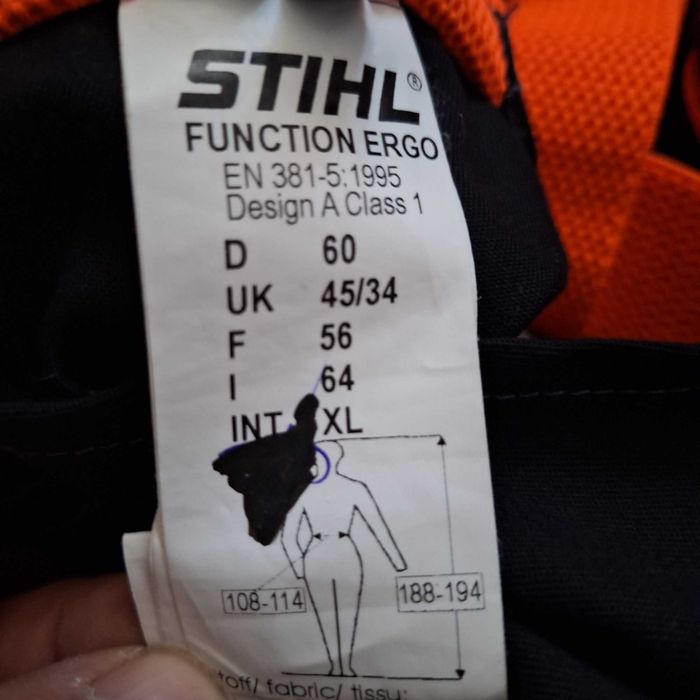 STIHL®
FUNCTION ERGO
EN 381-5:1995
Design A Class 1
D 60
UK 45/34
F 56
I 64
INT. XL
108-114
188-194
toff/ fabric/ tissu: